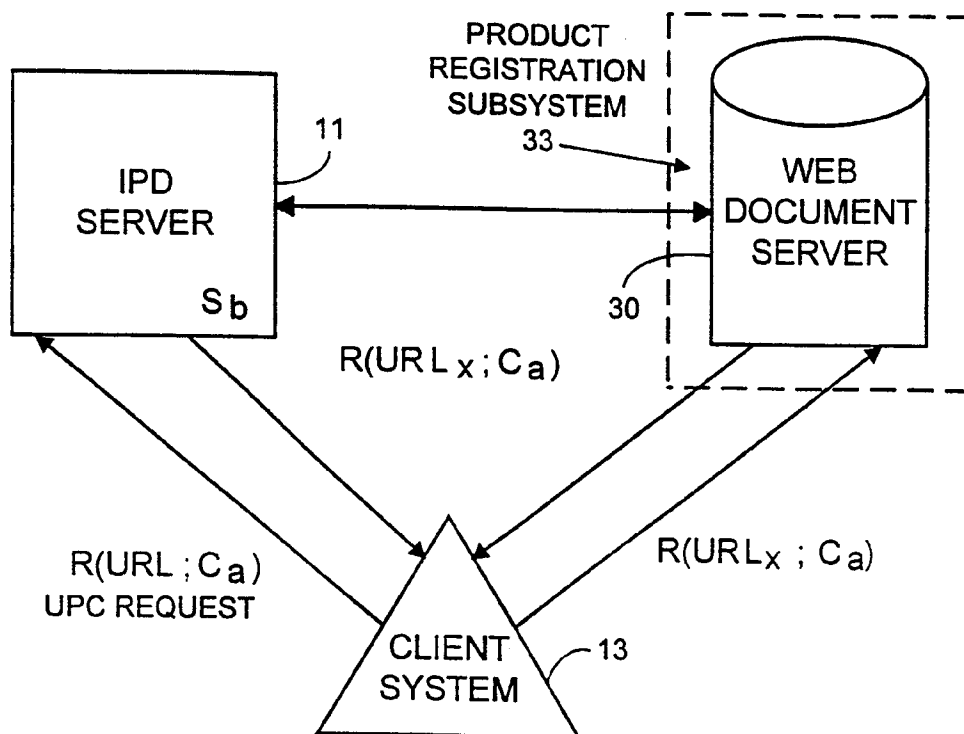 PRODUCT
REGISTRATION
SUBSYSTEM
33
11
IPD
SERVER
Sb
WEB
DOCUMENT
SERVER
30
R(URLx ; Ca)
R(URL ; Ca)
UPC REQUEST
R(URLx ; Ca)
CLIENT
SYSTEM
13